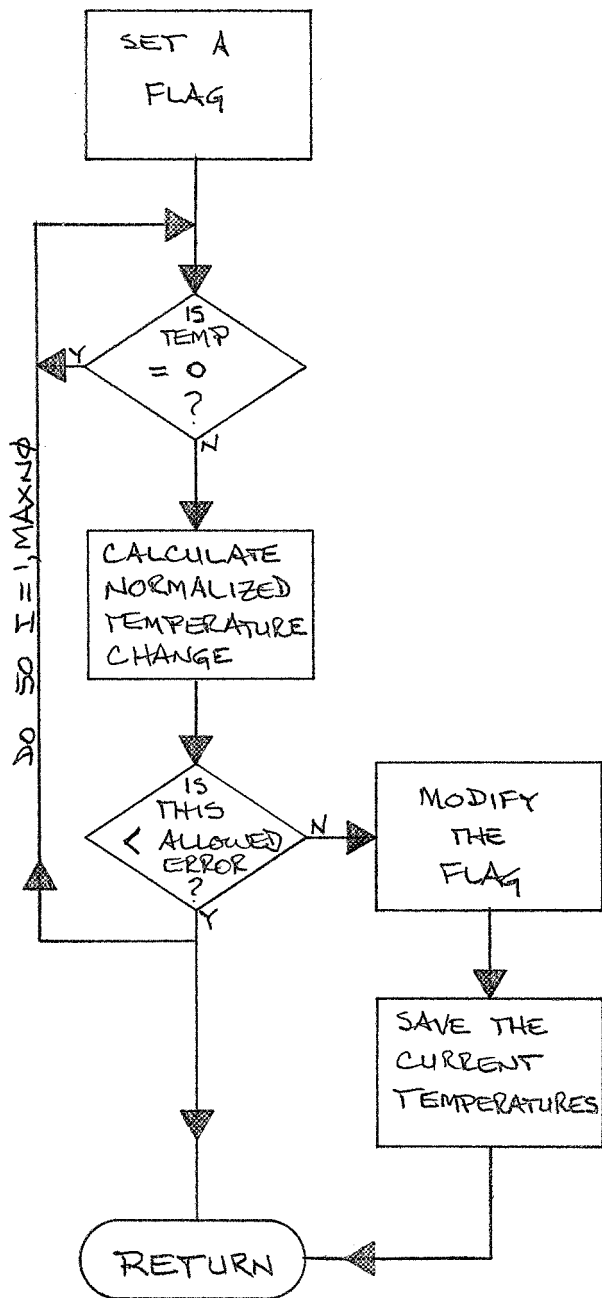 SET A
FLAG
IS
TEMP
= 0
?
Y
N
DO 50 I=1,MAXNØ
CALCULATE
NORMALIZED
TEMPERATURE
CHANGE
IS
THIS
< ALLOWED
ERROR
?
N
Y
MODIFY
THE
FLAG
SAVE THE
CURRENT
TEMPERATURES
RETURN